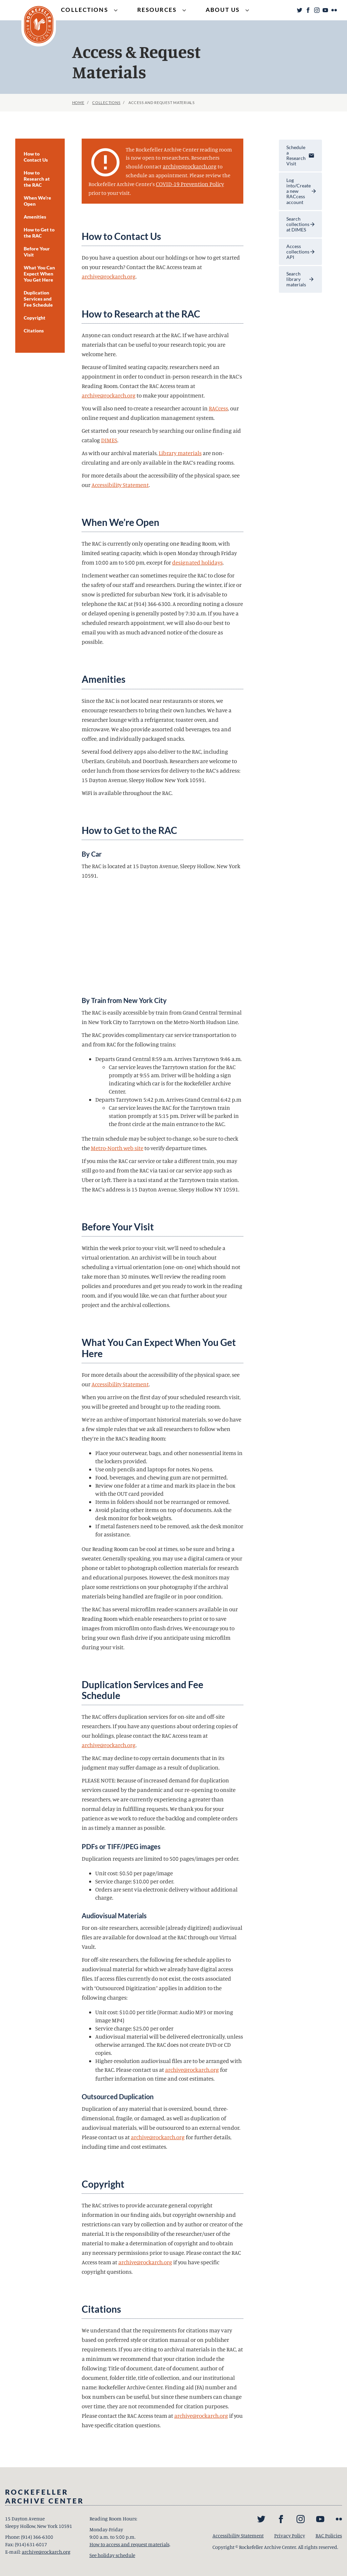 ROCKEFELLER
ARCHIVE CENTER
COLLECTIONS
RESOURCES
ABOUT US
Access & Request
Materials
HOME / COLLECTIONS / ACCESS AND REQUEST MATERIALS
How to
Contact Us
How to
Research at
the RAC
When We're
Open
Amenities
How to Get to
the RAC
Before Your
Visit
What You Can
Expect When
You Get Here
Duplication
Services and
Fee Schedule
Copyright
Citations
The Rockefeller Archive Center reading room
is now open to researchers. Researchers
should contact archive@rockarch.org to
schedule an appointment. Please review the
Rockefeller Archive Center's COVID-19 Prevention Policy
prior to your visit.
Schedule
a
Research
Visit
Log
into/Create
a new
RACcess
account
Search
collections
at DIMES
Access
collections
API
Search
library
materials
How to Contact Us
Do you have a question about our holdings or how to get started
on your research? Contact the RAC Access team at
archive@rockarch.org.
How to Research at the RAC
Anyone can conduct research at the RAC. If we have archival
materials that can be useful to your research topic, you are
welcome here.
Because of limited seating capacity, researchers are required to
make an appointment in order to conduct in-person research in the RAC's
Reading Room. Contact the RAC Access team at
archive@rockarch.org to make your appointment.
You will also need to create a researcher account in RACcess, our
online request and duplication management system.
Get started on your research by searching our online finding aid
catalog DIMES.
As with our archival materials, Library materials are non-
circulating and are only available in the RAC's reading rooms.
For more details about the accessibility of the physical space, see
our Accessibility Statement.
When We're Open
The RAC is currently only operating one Reading Room, with
limited seating capacity, which is open Monday through Friday
from 10:00 am to 5:00 pm, except for designated holidays.
Inclement weather can sometimes require the RAC to close for
the safety of our staff and researchers. During the winter, if ice or
snow is predicted for suburban New York, it is advisable to
telephone the RAC at (914) 366-6300. A recording noting a closure
or delayed opening is generally posted by 7:30 a.m. If you have a
scheduled research appointment, you will also do our best to
email you with as much advanced notice of the closure as
possible.
Amenities
Since the RAC is not located near restaurants or stores, we
encourage researchers to bring their own lunches. We have an
onsite lounge with a refrigerator, toaster oven, and
microwave. We also provide assorted cold beverages, tea and
coffee, and individually packaged snacks.
Several food delivery apps also deliver to the RAC, including
UberEats, GrubHub, and DoorDash. Researchers are welcome to
order lunch from those services for delivery to the RAC's address:
15 Dayton Avenue, Sleepy Hollow New York 10591.
WiFi is available throughout the RAC.
How to Get to the RAC
By Car
The RAC is located at 15 Dayton Avenue, Sleepy Hollow, New York
10591.
By Train from New York City
The RAC is easily accessible by train from Grand Central Terminal
in New York City to Tarrytown on the Metro-North Hudson Line.
The RAC provides complimentary car service transportation to
and from RAC for the following trains:
Departs Grand Central 8:59 a.m. Arrives Tarrytown 9:46 a.m.
Car service leaves the Tarrytown station for the RAC
promptly at 9:55 am. Driver will be holding a sign
indicating which car is for the Rockefeller Archive
Center.
Departs Tarrytown 5:42 p.m. Arrives Grand Central 6:42 p.m
Car service leaves the RAC for the Tarrytown train
station promptly at 5:15 pm. Driver will be parked in
the main circle at the main entrance to the RAC.
The train schedule may be subject to change, so be sure to check
the Metro-North web site to verify departure times.
If you miss the RAC car service or take a different train, you may
still go to and from the RAC via taxi or car service app such as
Uber or Lyft. There is a taxi stand at the Tarrytown train station.
The RAC's address is 15 Dayton Avenue, Sleepy Hollow NY 10591.
Before Your Visit
Within the week prior to your visit, we'll need to schedule a
virtual orientation. An archivist will be in touch about
scheduling a virtual orientation (one-on-one) which should not
take more than 30 minutes. We'll review the reading room
policies and procedures so you are ready to go when you get
here. If you would like, we can chat further about your
project and the archival collections.
What You Can Expect When You Get
Here
For more details about the accessibility of the physical space, see
our Accessibility Statement.
When you arrive on the first day of your scheduled research visit,
you will be greeted and brought up to the reading room.
We're an archive of important historical materials, so we do have
a few simple rules that we ask all researchers to follow when
they're in the RAC's Reading Room:
Place your outerwear, bags, and other nonessential items in
the lockers provided.
Use only pencils and laptops for notes. No pens.
Food, beverages, and chewing gum are not permitted.
Review one folder at a time and mark its place in the box
with the OUT card provided
Items in folders should not be rearranged or removed.
Avoid placing other items on top of documents. Ask the
desk monitor for book weights.
If metal fasteners need to be removed, ask the desk monitor
for assistance.
Our Reading Room can be cool at times, so be sure and bring a
sweater. Generally speaking, you may use a digital camera, cell
phone, or tablet to photograph collection materials for research
and educational purposes. However, the desk monitors may
place some restrictions on your photography of archival
materials being handled are fragile or in poor condition.
The RAC has several microfilm reader scanners available in our
Reading Room which enable researchers to print or to save
images from microfilm onto flash drives. We encourage you to
bring your own flash drive if you anticipate using microfilm
during your visit.
Duplication Services and Fee
Schedule
The RAC offers duplication services for on-site and off-site
researchers. If you have any questions about ordering copies of
our holdings, please contact the RAC Access team at
archive@rockarch.org.
The RAC may decline to copy certain documents that in its
judgment may suffer damage as a result of duplication.
PLEASE NOTE: Because of increased demand for duplication
services caused by the pandemic and our re-opening to onsite
researchers, we are currently experiencing a greater than
normal delay in fulfilling requests. We thank you for your
patience as we work to reduce the backlog and complete orders
in as timely a manner as possible.
PDFs or TIFF/JPEG images
Duplication requests are limited to 500 pages/images per order.
Unit cost: $0.50 per page/image
Service charge: $10.00 per order.
Orders are sent via electronic delivery without additional
charge.
Audiovisual Materials
For on-site researchers, accessible (already digitized) audiovisual
files are available for download at the RAC through our Virtual
Vault.
For off-site researchers, the following fee schedule applies to
audiovisual material for which we already have digital access
files. If access files currently do not exist, the costs associated
with "Outsourced Digitization" applies in addition to the
following charges:
Unit cost: $10.00 per title (Format: Audio MP3 or moving
image MP4)
Service charge: $25.00 per order
Audiovisual material will be delivered electronically, unless
otherwise arranged. The RAC does not create DVD or CD
copies.
Higher resolution audiovisual files are to be arranged with
the RAC. Please contact us at archive@rockarch.org for
further information on time and cost estimates.
Outsourced Duplication
Duplication of any material that is oversized, bound, three-
dimensional, fragile, or damaged, as well as duplication of
audiovisual materials, will be outsourced to an external vendor.
Please contact us at archive@rockarch.org for further details,
including time and cost estimates.
Copyright
The RAC strives to provide accurate general copyright
information in our finding aids, but copyright ownership and
restrictions can vary by collection or by author or creator of the
material. It is the responsibility of the researcher/user of the
material to make a determination of copyright and to obtain
any necessary permissions prior to usage. Please contact the RAC
Access team at archive@rockarch.org if you have specific
copyright questions.
Citations
We understand that the requirements for citations may vary
based on preferred style or citation manual or on the publisher
requirements. If you are citing to archival materials in the RAC, at
a minimum we recommend that your citation include the
following: Title of document, date of document, author of
document, folder title, title of collection, and our institutional
name: Rockefeller Archive Center. Finding aid (FA) number and
box numbers can be useful, but since these numbers can change
over time, they are not recommended for citation purposes.
Please contact the RAC Access team at archive@rockarch.org if you
have specific citation questions.
ROCKEFELLER
ARCHIVE CENTER
15 Dayton Avenue
Sleepy Hollow, New York 10591
Phone: (914) 366-6300
Fax: (914) 631-6017
E-mail: archive@rockarch.org
Reading Room Hours:
Monday-Friday
9:00 a.m. to 5:00 p.m.
How to access and request materials
See holiday schedule
Accessibility Statement
Privacy Policy
RAC Policies
Copyright © Rockefeller Archive Center. All rights reserved.